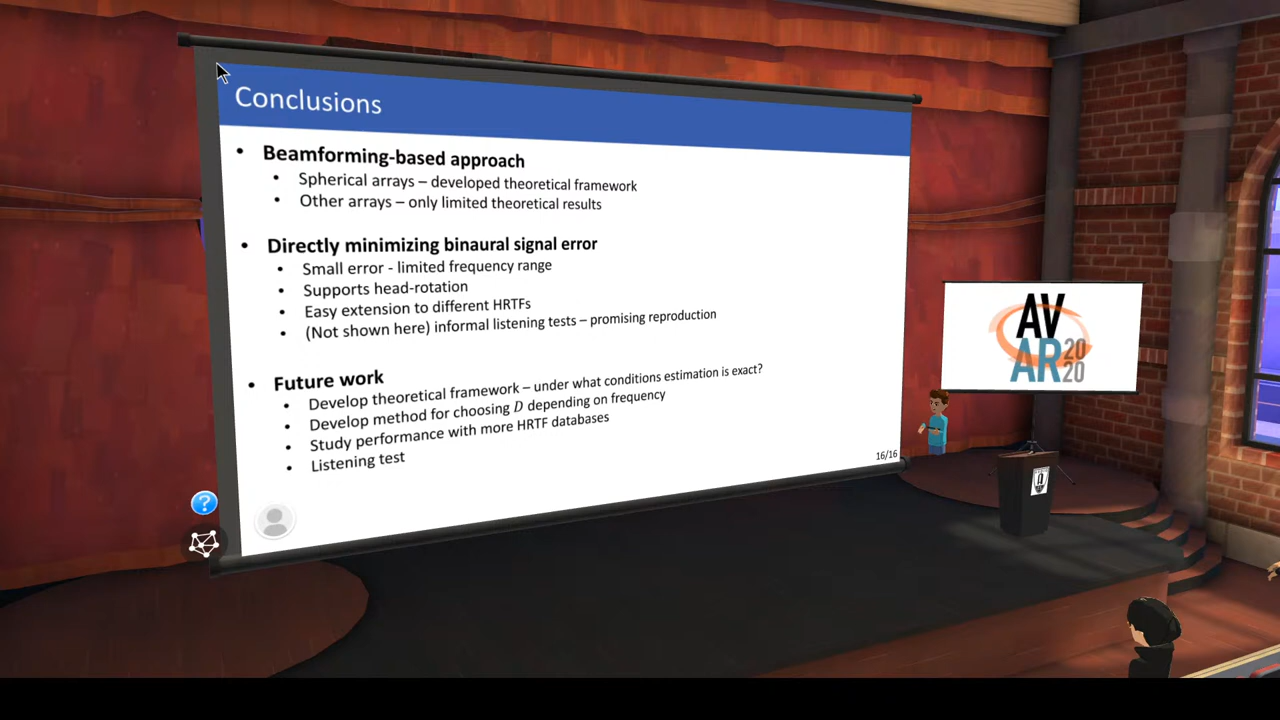 Conclusions
• Beamforming-based approach
• Spherical arrays – developed theoretical framework
• Other arrays – only limited theoretical results
• Directly minimizing binaural signal error
• Small error - limited frequency range
• Supports head-rotation
• Easy extension to different HRTFs
• (Not shown here) informal listening tests – promising reproduction
• Future work
• Develop theoretical framework – under what conditions estimation is exact?
• Develop method for choosing D depending on frequency
• Study performance with more HRTF databases
• Listening test
16/16
?
AV
AR 20
20